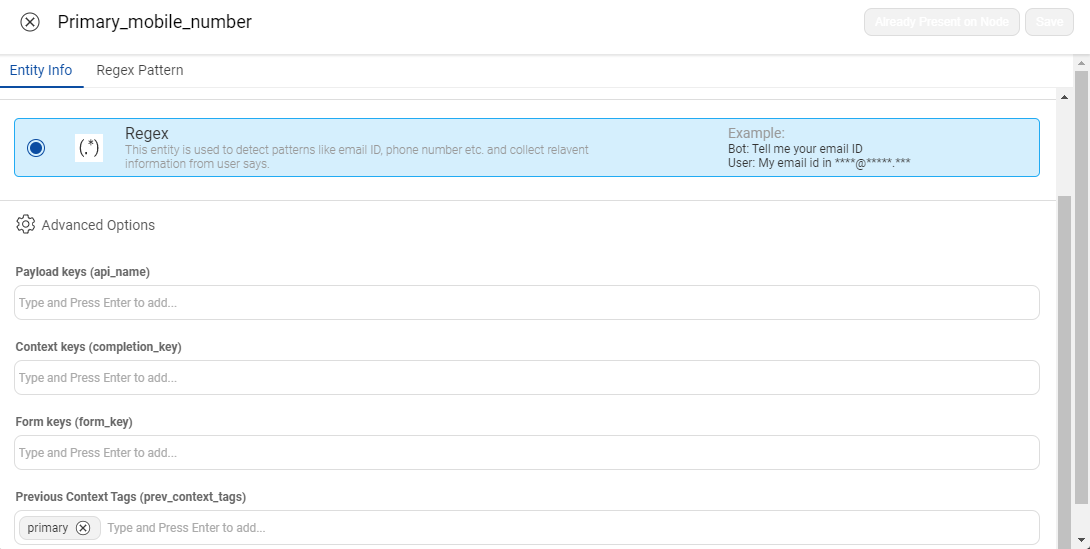 Primary_mobile_number
Already Present on Node
Save
Entity Info
Regex Pattern
(.*)
Regex
This entity is used to detect patterns like email ID, phone number etc. and collect relavent
information from user says.
Example:
Bot: Tell me your email ID
User: My email id in ****@*****.***
Advanced Options
Payload keys (api_name)
Type and Press Enter to add...
Context keys (completion_key)
Type and Press Enter to add...
Form keys (form_key)
Type and Press Enter to add...
Previous Context Tags (prev_context_tags)
primary
Type and Press Enter to add...